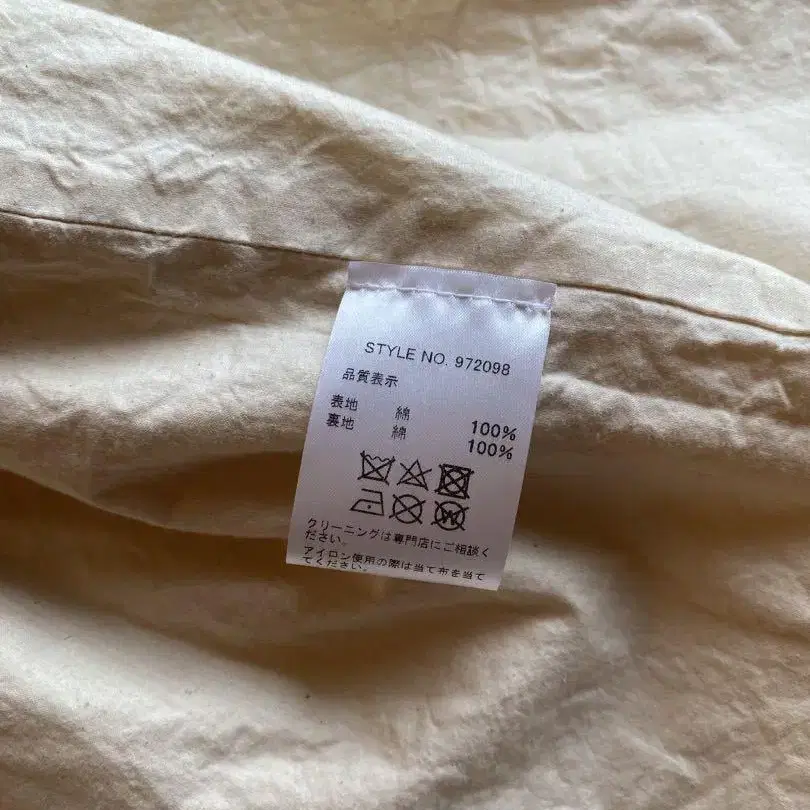 STYLE NO. 972098
品質表示
表地 綿 100%
裏地 綿 100%
クリーニングは専門店にご相談く
ださい。
アイロン使用の際は当て布を当て
てください。